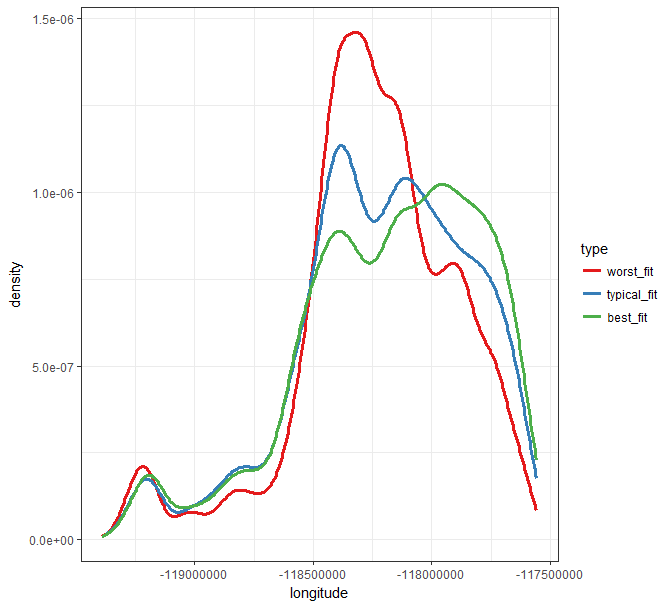 1.5e-06
1.0e-06
5.0e-07
0.0e+00
density
-119000000
-118500000
-118000000
-117500000
longitude
type
worst_fit
typical_fit
best_fit